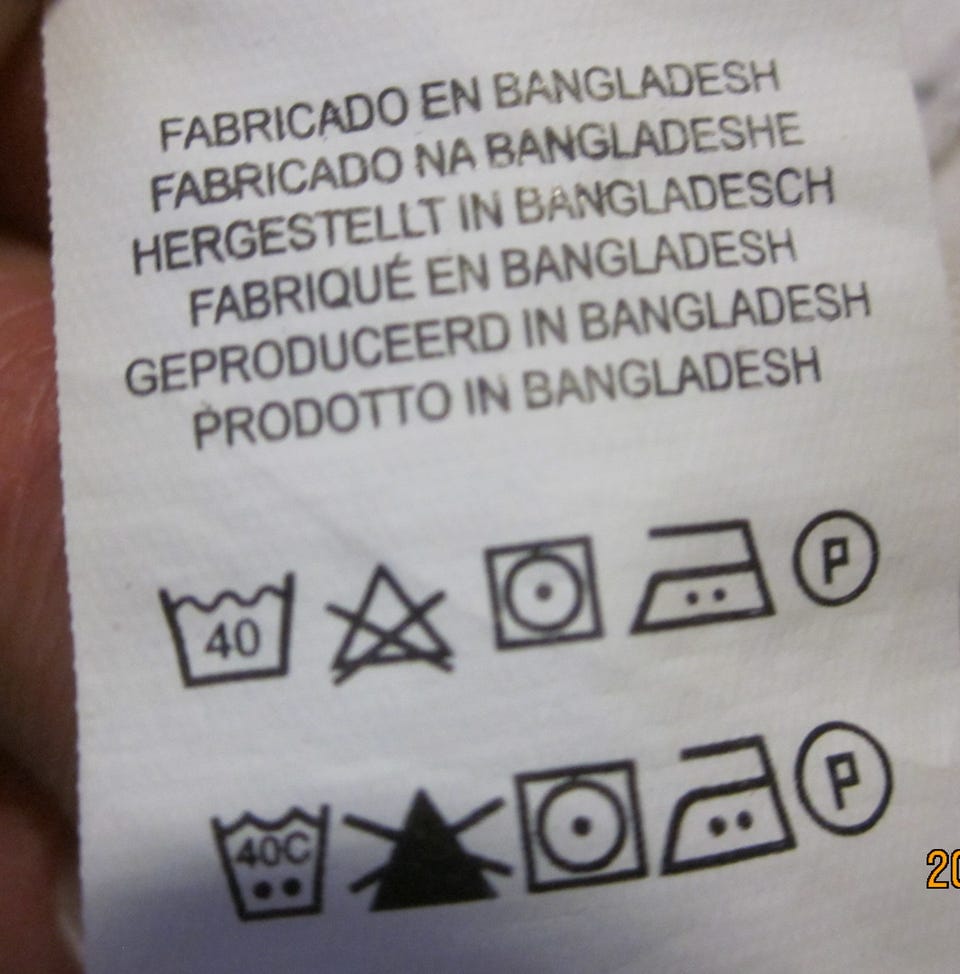 FABRICADO EN BANGLADESH
FABRICADO NA BANGLADESHE
HERGESTELLT IN BANGLADESCH
FABRIQUÉ EN BANGLADESH
GEPRODUCEERD IN BANGLADESH
PRODOTTO IN BANGLADESH
40 P
40C P
20